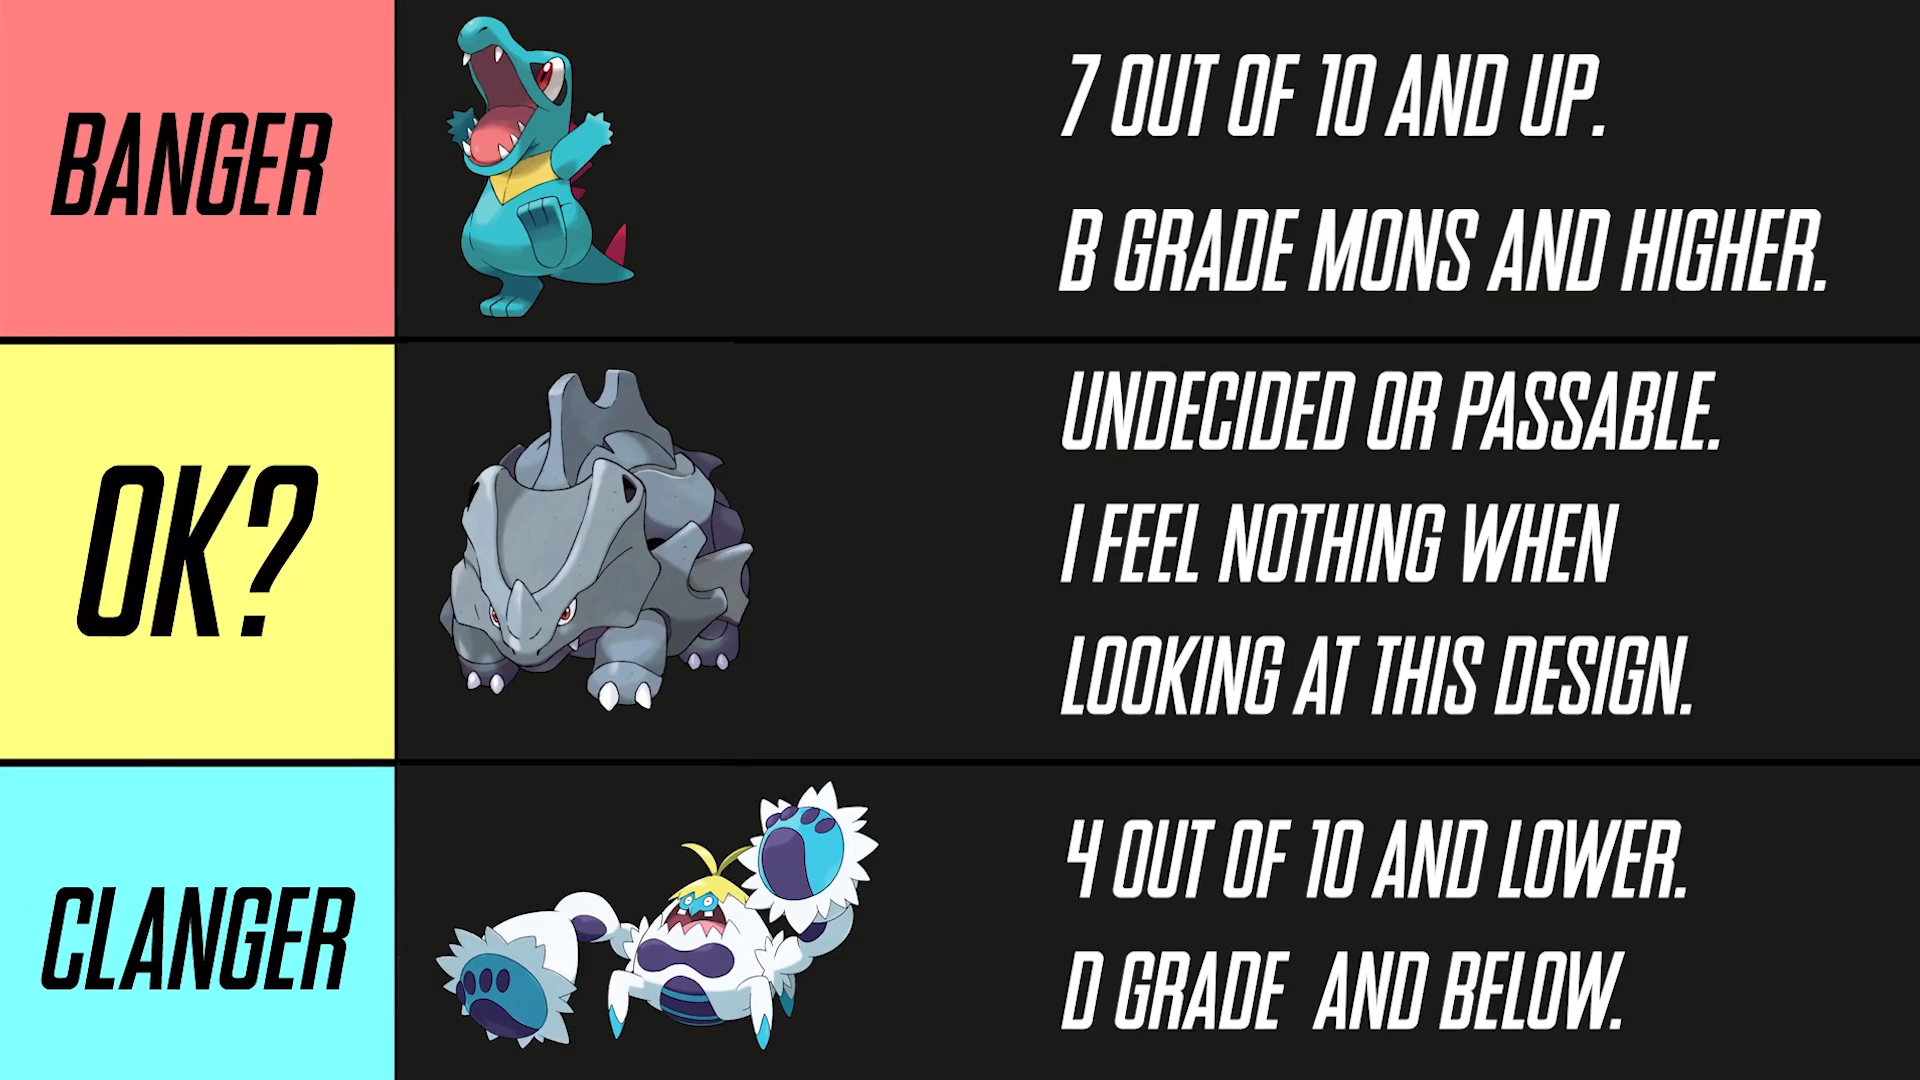 BANGER
7 OUT OF 10 AND UP.
B GRADE MONS AND HIGHER.
OK?
UNDECIDED OR PASSABLE.
I FEEL NOTHING WHEN
LOOKING AT THIS DESIGN.
CLANGER
4 OUT OF 10 AND LOWER.
D GRADE AND BELOW.